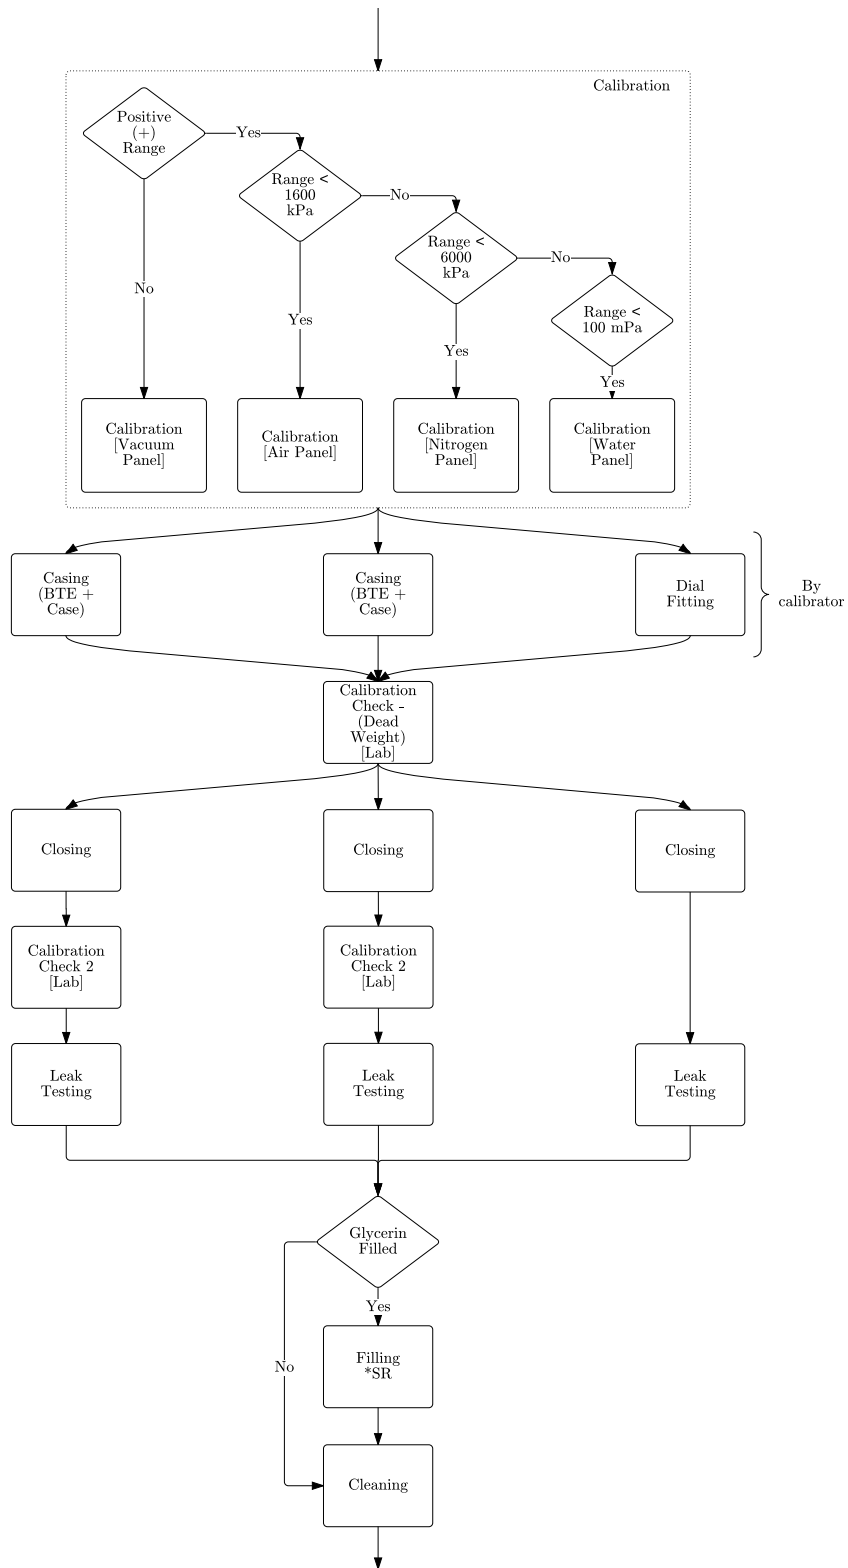 Calibration
Positive
(+)
Range
Yes
Range <
1600
kPa
No
Range <
6000
kPa
No
Range <
100 mPa
No
Yes
Yes
Yes
Calibration
[Vacuum
Panel]
Calibration
[Air Panel]
Calibration
[Nitrogen
Panel]
Calibration
[Water
Panel]
Casing
(BTE +
Case)
Casing
(BTE +
Case)
Dial
Fitting
By
calibrator
Calibration
Check -
(Dead
Weight)
[Lab]
Closing
Closing
Closing
Calibration
Check 2
[Lab]
Calibration
Check 2
[Lab]
Leak
Testing
Leak
Testing
Leak
Testing
Glycerin
Filled
Yes
No
Filling
*SR
Cleaning